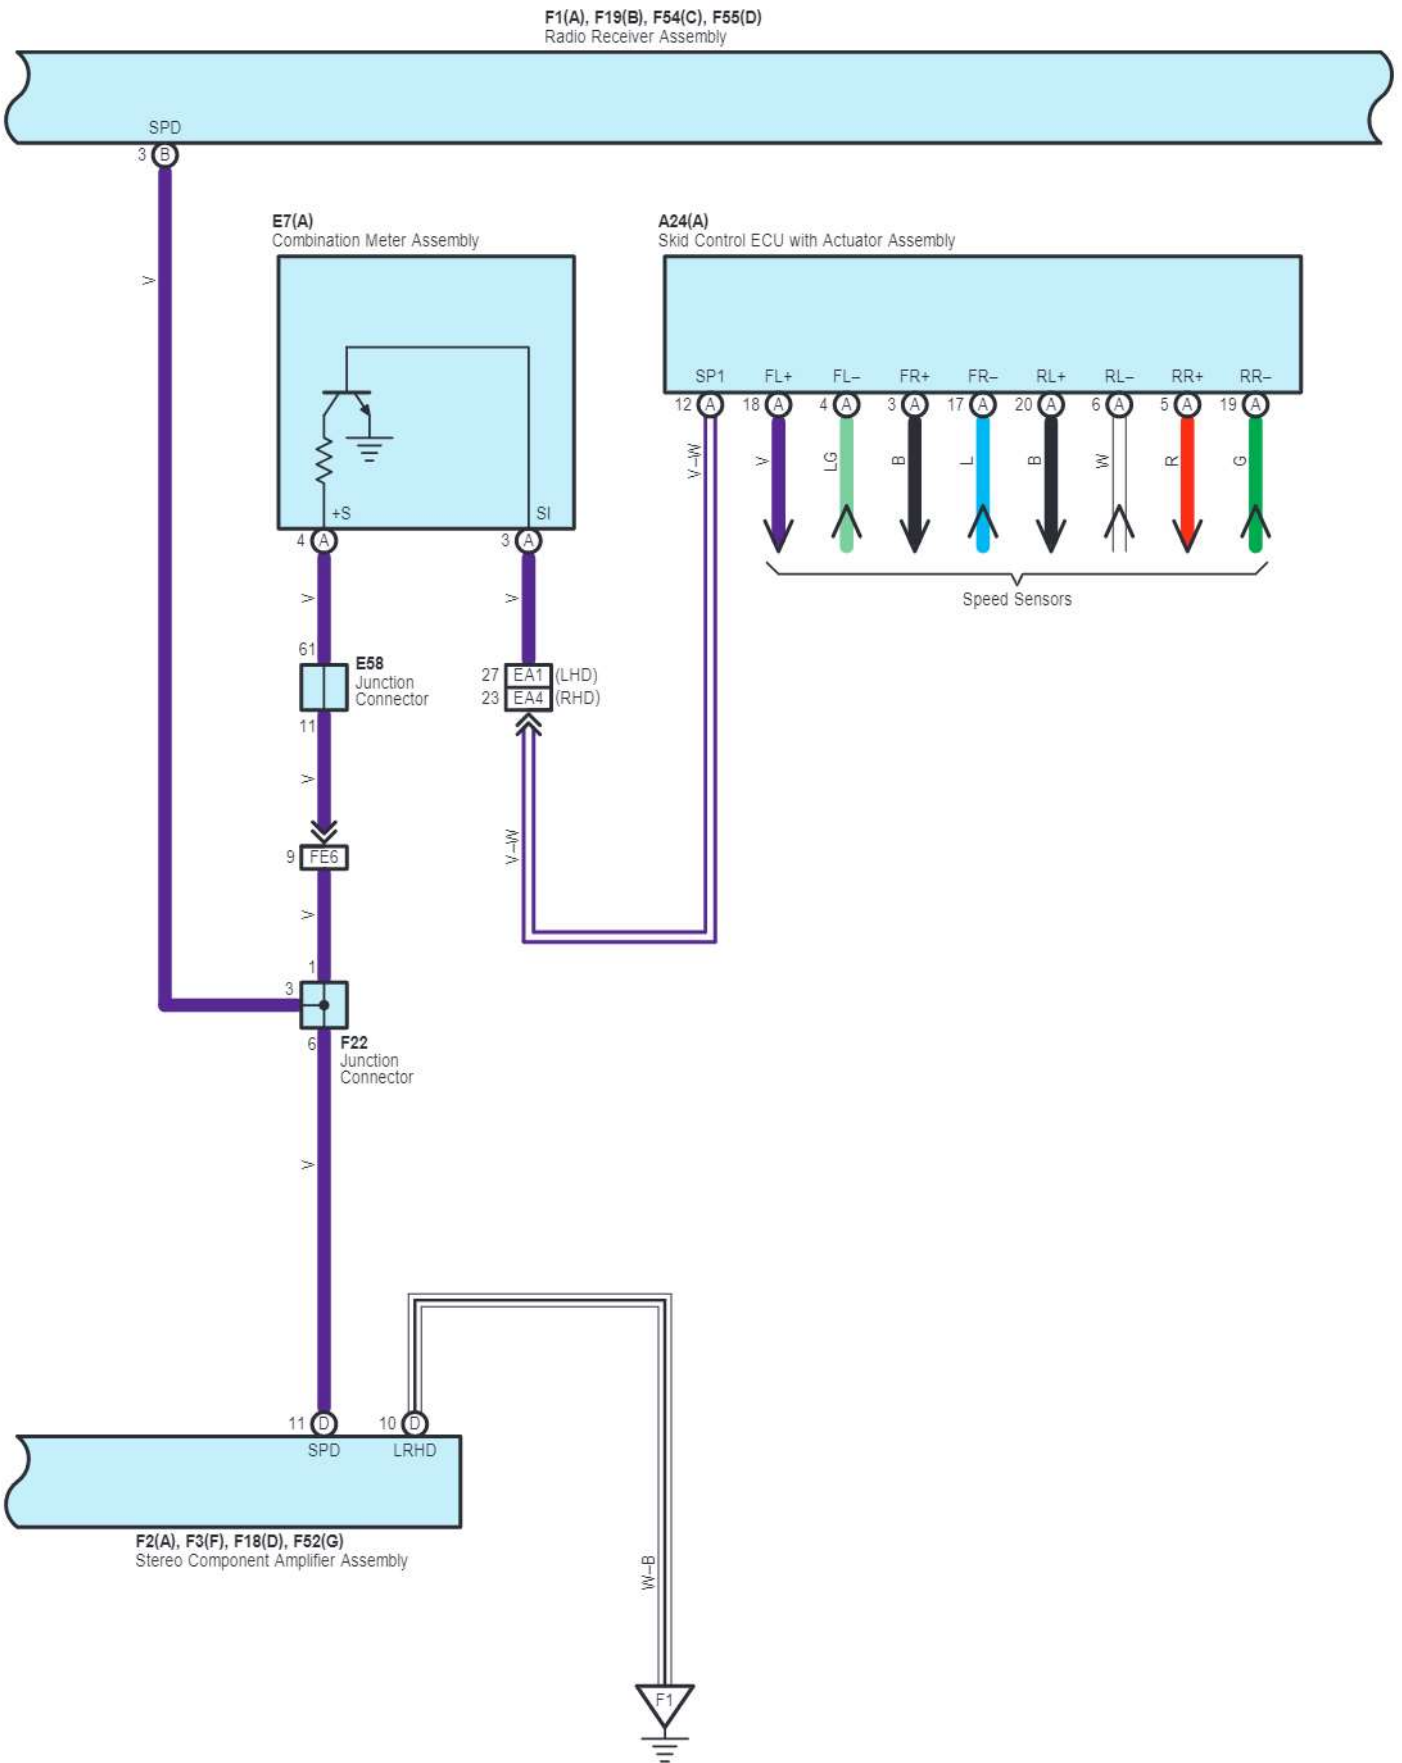 F1(A), F19(B), F54(C), F55(D)
Radio Receiver Assembly
SPD
3 B
V
E7(A)
Combination Meter Assembly
A24(A)
Skid Control ECU with Actuator Assembly
SP1 FL+ FL– FR+ FR– RL+ RL– RR+ RR–
12 A 18 A 4 A 3 A 17 A 20 A 6 A 5 A 19 A
V–W V LG B L B W R G
Speed Sensors
+S SI
4 A 3 A
V V
61
E58
Junction
Connector
11
27 EA1 (LHD)
23 EA4 (RHD)
V
V–W
9 FE6
V
1
3
6
F22
Junction
Connector
V
11 D 10 D
SPD LRHD
F2(A), F3(F), F18(D), F52(G)
Stereo Component Amplifier Assembly
W–B
F1